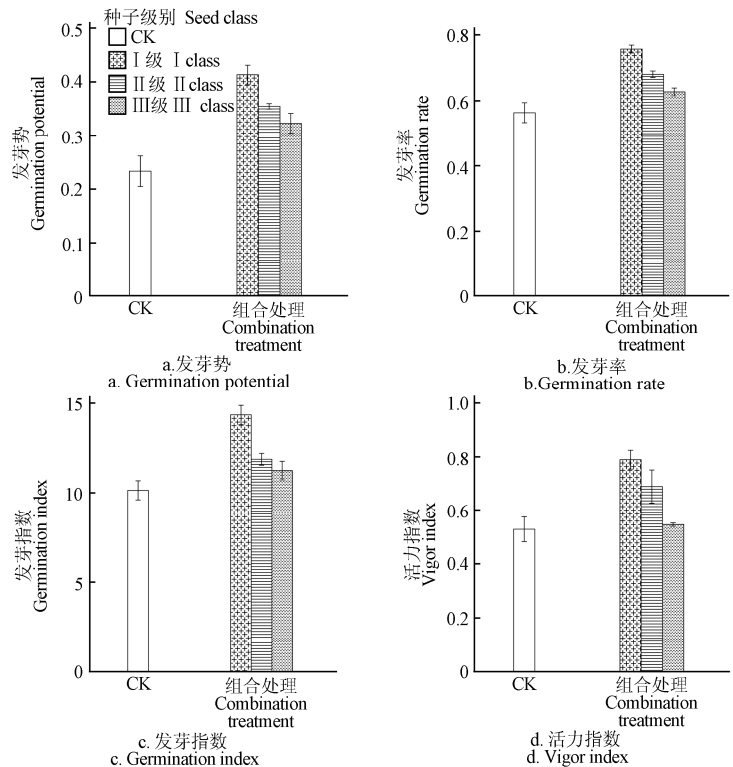 种子级别 Seed class
CK
Ⅰ级 Ⅰ class
Ⅱ级 Ⅱclass
Ⅲ级Ⅲ class
发芽势
Germination potential
0.5
0.4
0.3
0.2
0.1
0
CK
组合处理
Combination
treatment
a.发芽势
a. Germination potential
发芽率
Germination rate
0.8
0.6
0.4
0.2
0
CK
组合处理
Combination
treatment
b.发芽率
b.Germination rate
发芽指数
Germination index
15
10
5
0
CK
组合处理
Combination
treatment
c. 发芽指数
c. Germination index
活力指数
Vigor index
1.0
0.8
0.6
0.4
0.2
0
CK
组合处理
Combination
treatment
d. 活力指数
d. Vigor index